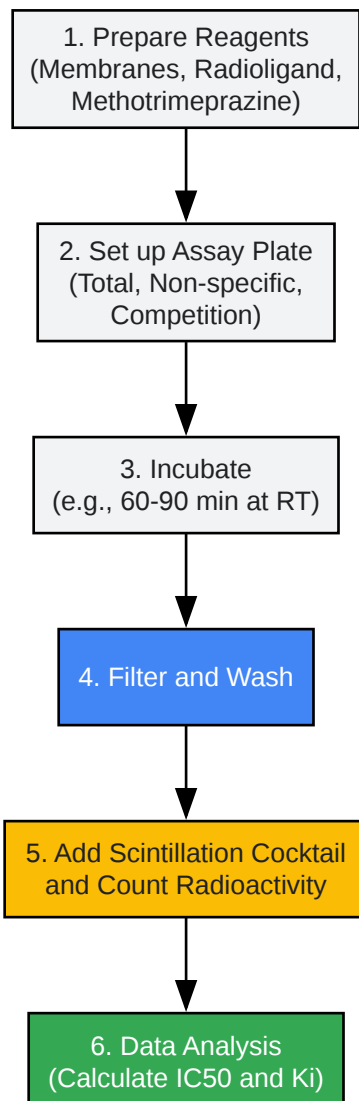 1. Prepare Reagents
(Membranes, Radioligand,
Methotrimeprazine)
2. Set up Assay Plate
(Total, Non-specific,
Competition)
3. Incubate
(e.g., 60-90 min at RT)
4. Filter and Wash
5. Add Scintillation Cocktail
and Count Radioactivity
6. Data Analysis
(Calculate IC50 and Ki)